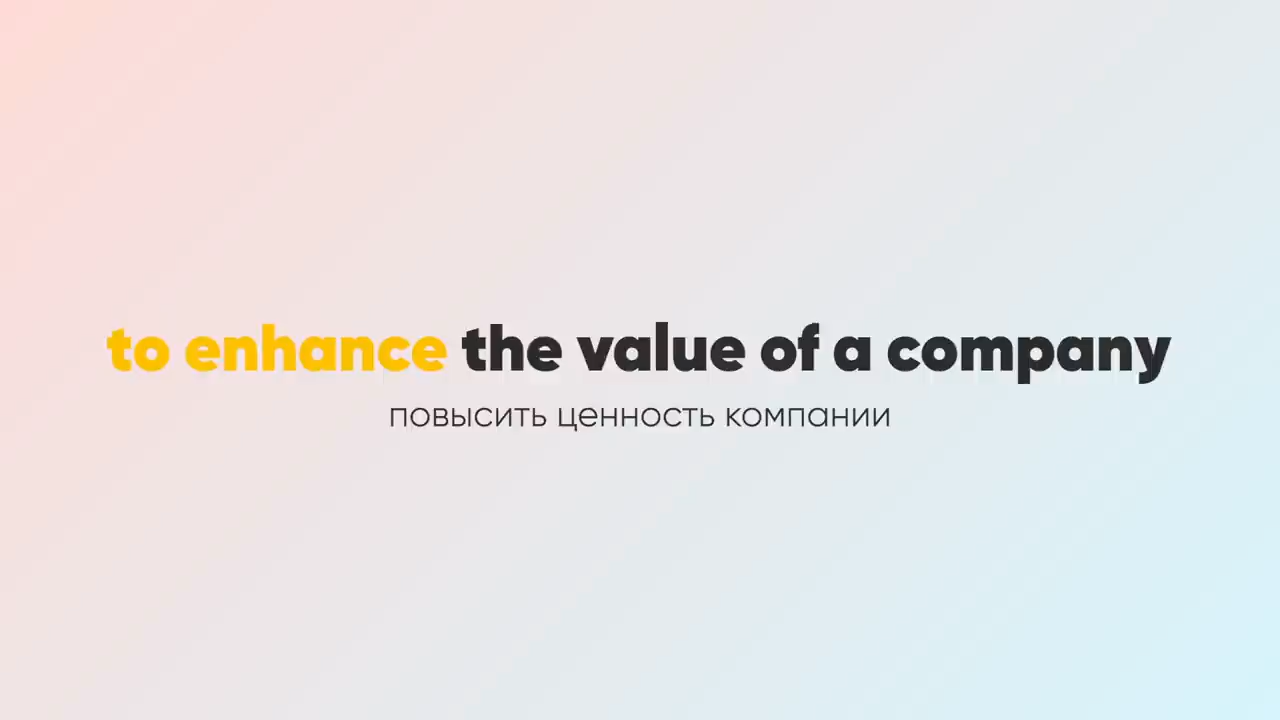 to enhance the value of a company
повысить ценность компании